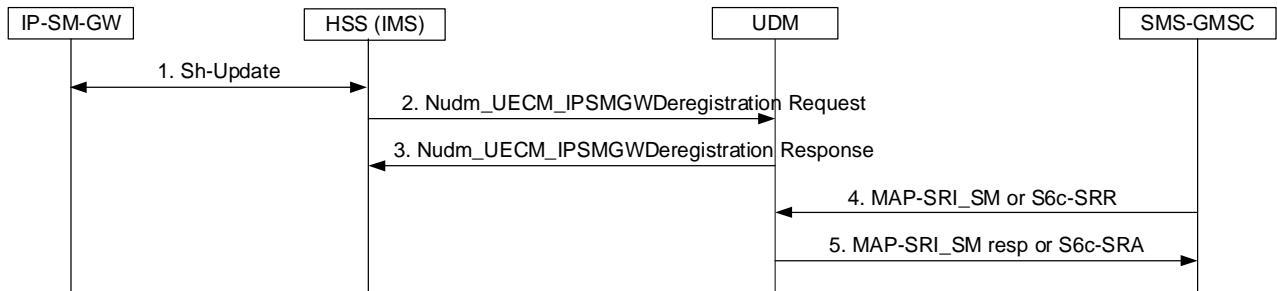 IP-SM-GW
HSS (IMS)
UDM
SMS-GMSC
1. Sh-Update
2. Nudm_UECM_IPSMGWDeregistration Request
3. Nudm_UECM_IPSMGWDeregistration Response
4. MAP-SRI_SM or S6c-SRR
5. MAP-SRI_SM resp or S6c-SRA